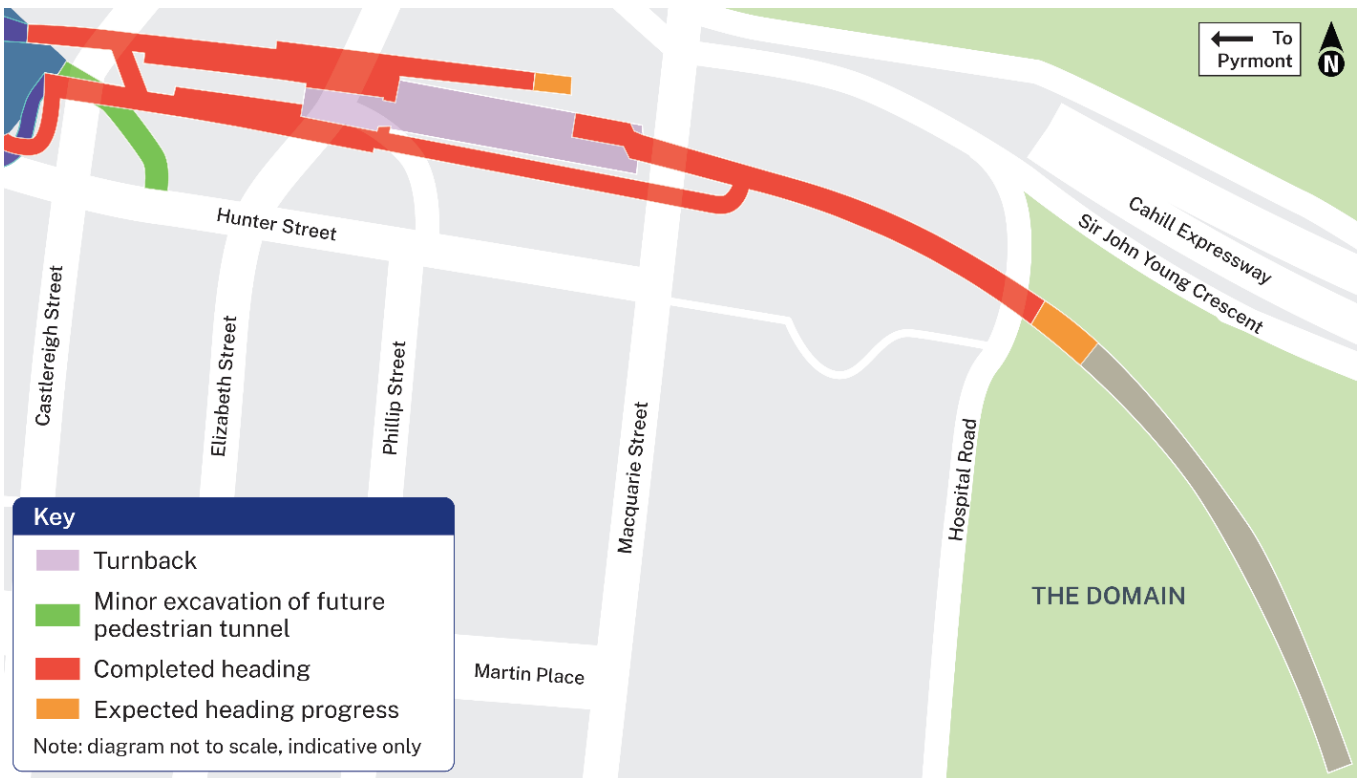 To
Pyrmont
N
Cahill Expressway
Sir John Young Crescent
Hunter Street
Castlereigh Street
Elizabeth Street
Phillip Street
Macquarie Street
Hospital Road
THE DOMAIN
Martin Place
Key
Turnback
Minor excavation of future
pedestrian tunnel
Completed heading
Expected heading progress
Note: diagram not to scale, indicative only